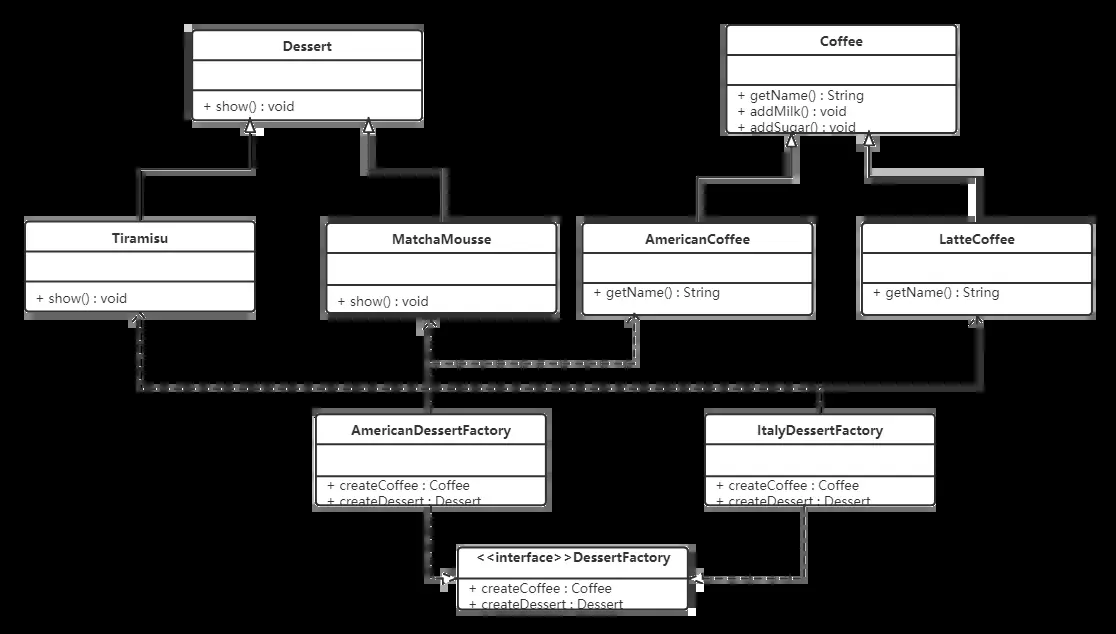 Dessert
+ show() : void
Coffee
+ getName() : String
+ addMilk() : void
+ addSugar() : void
Tiramisu
+ show() : void
MatchaMousse
+ show() : void
AmericanCoffee
+ getName() : String
LatteCoffee
+ getName() : String
AmericanDessertFactory
+ createCoffee : Coffee
+ createDessert : Dessert
ItalyDessertFactory
+ createCoffee : Coffee
+ createDessert : Dessert
<<interface>>DessertFactory
+ createCoffee : Coffee
+ createDessert : Dessert